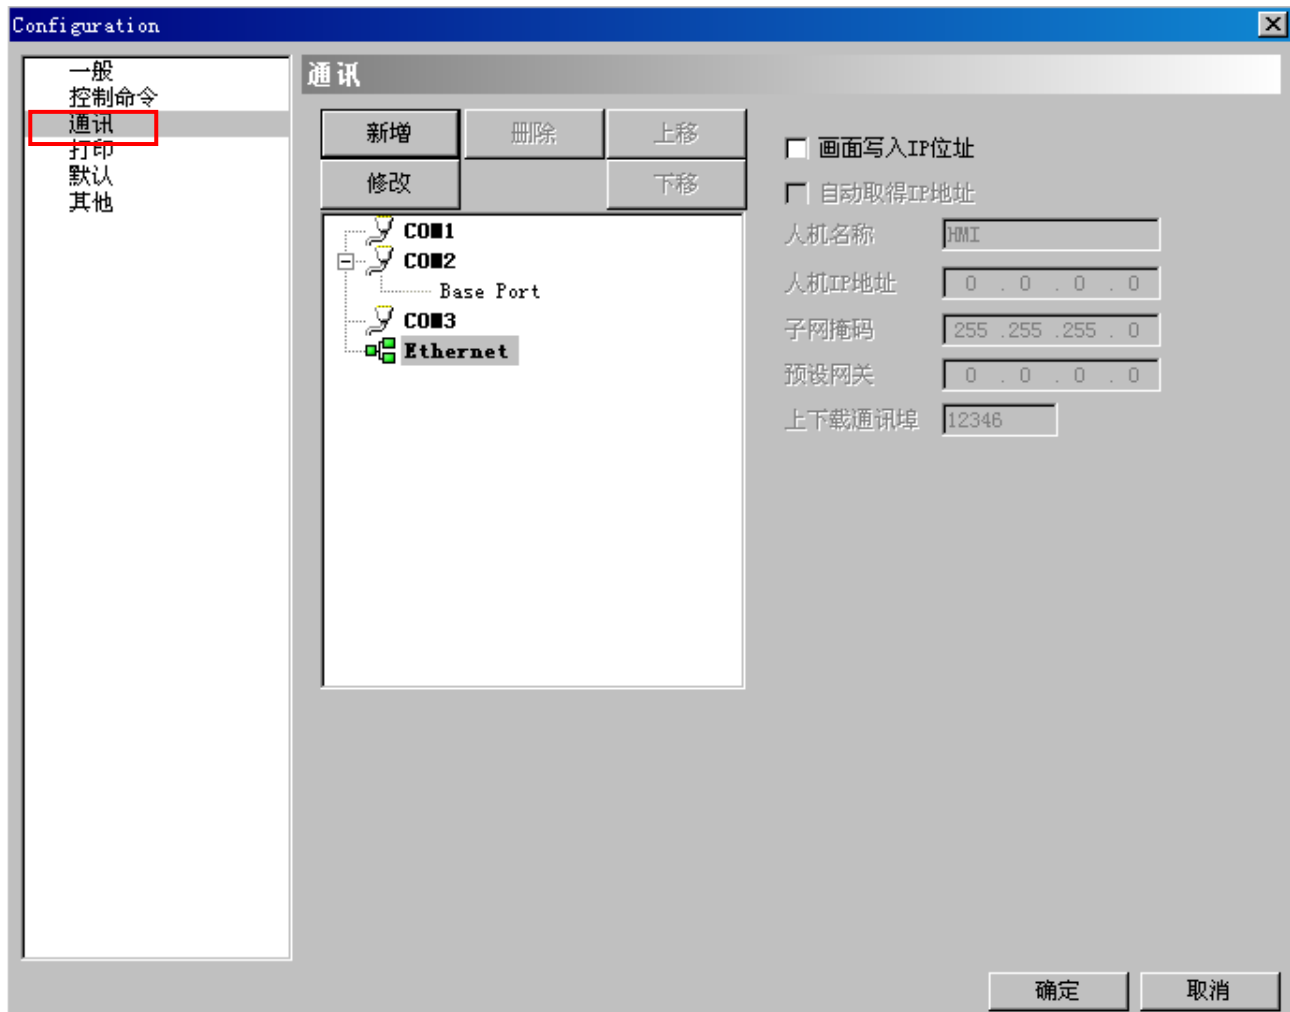 Configuration
一般
控制命令
通讯
打印
默认
其他
通讯
新增
删除
上移
修改
下移
COM1
COM2
Base Port
COM3
Ethernet
画面写入IP位址
自动取得IP地址
人机名称 HMI
人机IP地址 0 . 0 . 0 . 0
子网掩码 255 .255 .255 . 0
预设网关 0 . 0 . 0 . 0
上下载通讯埠 12346
确定
取消